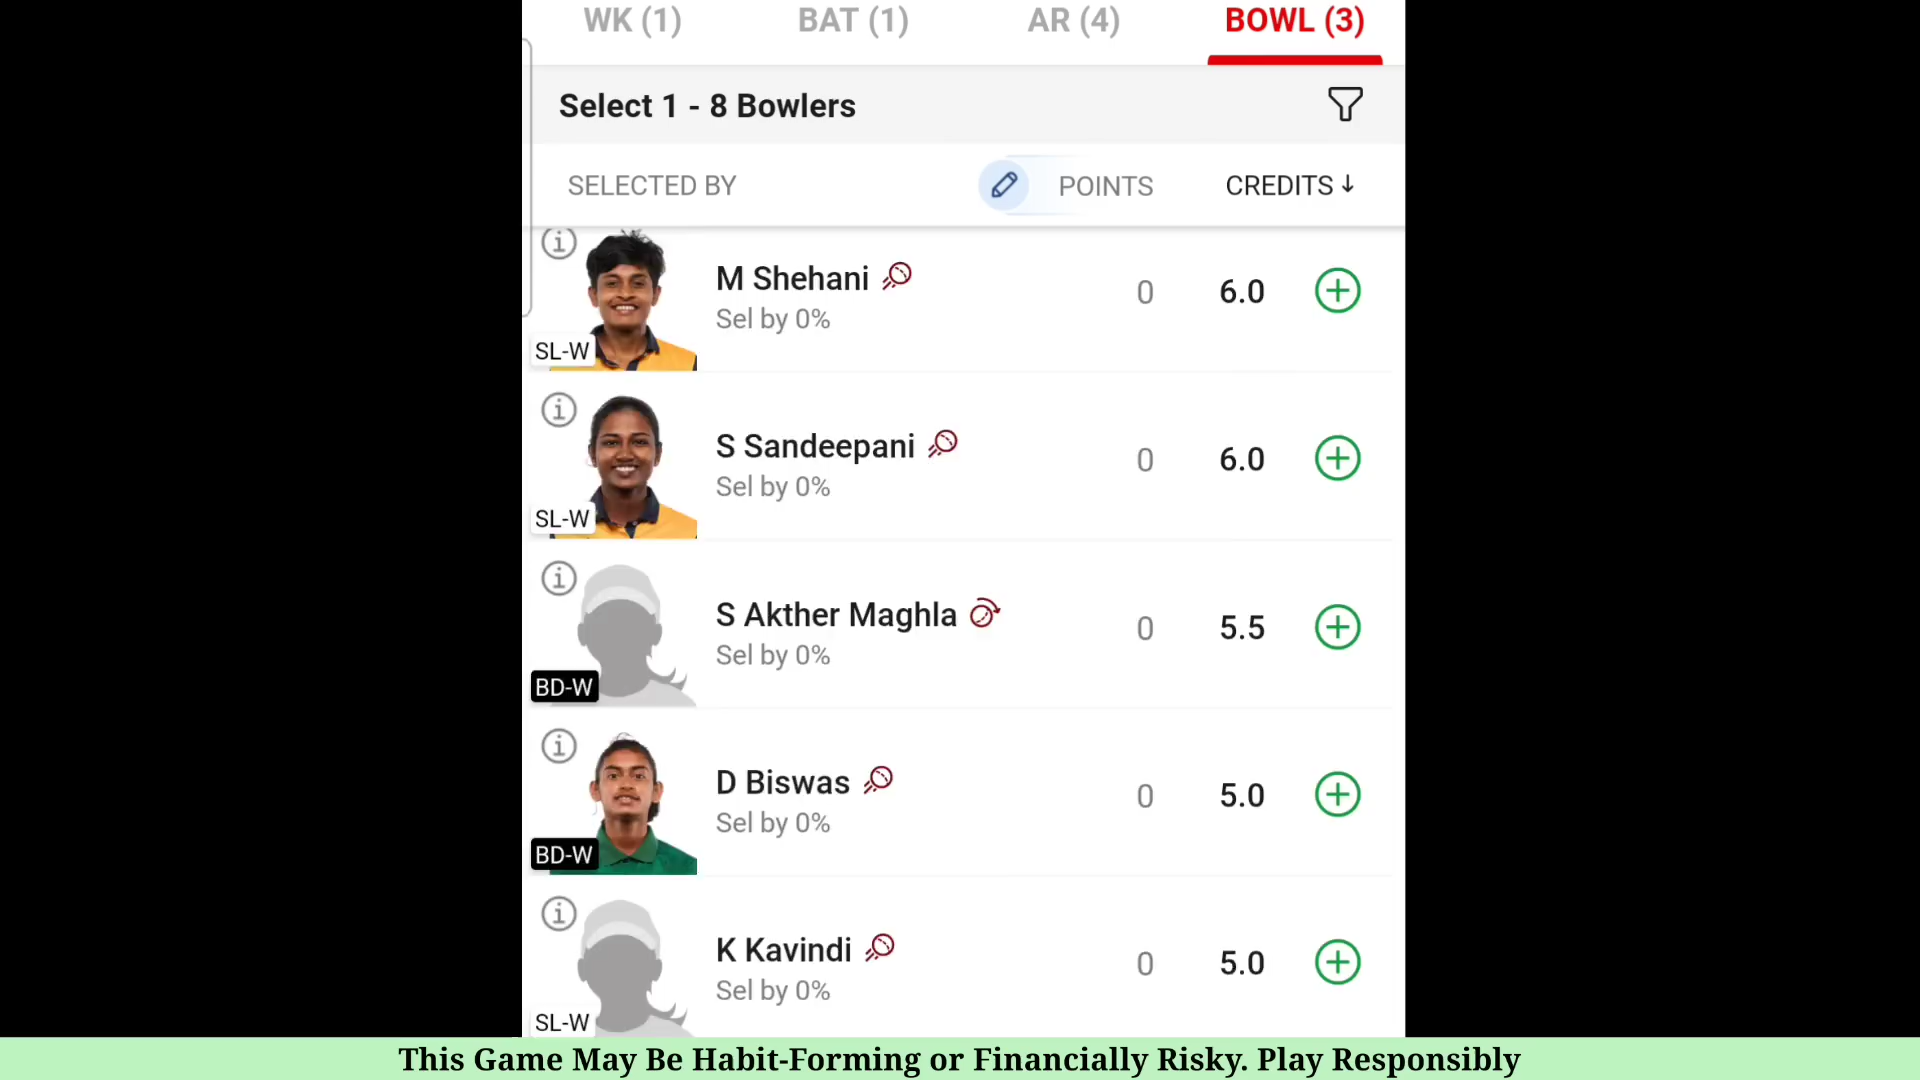 WK (1) BAT (1) AR (4) BOWL (3)
Select 1 - 8 Bowlers
SELECTED BY POINTS CREDITS↓
M Shehani 0 6.0
Sel by 0%
SL-W
S Sandeepani 0 6.0
Sel by 0%
SL-W
S Akther Maghla 0 5.5
Sel by 0%
BD-W
D Biswas 0 5.0
Sel by 0%
BD-W
K Kavindi 0 5.0
Sel by 0%
SL-W
This Game May Be Habit-Forming or Financially Risky. Play Responsibly